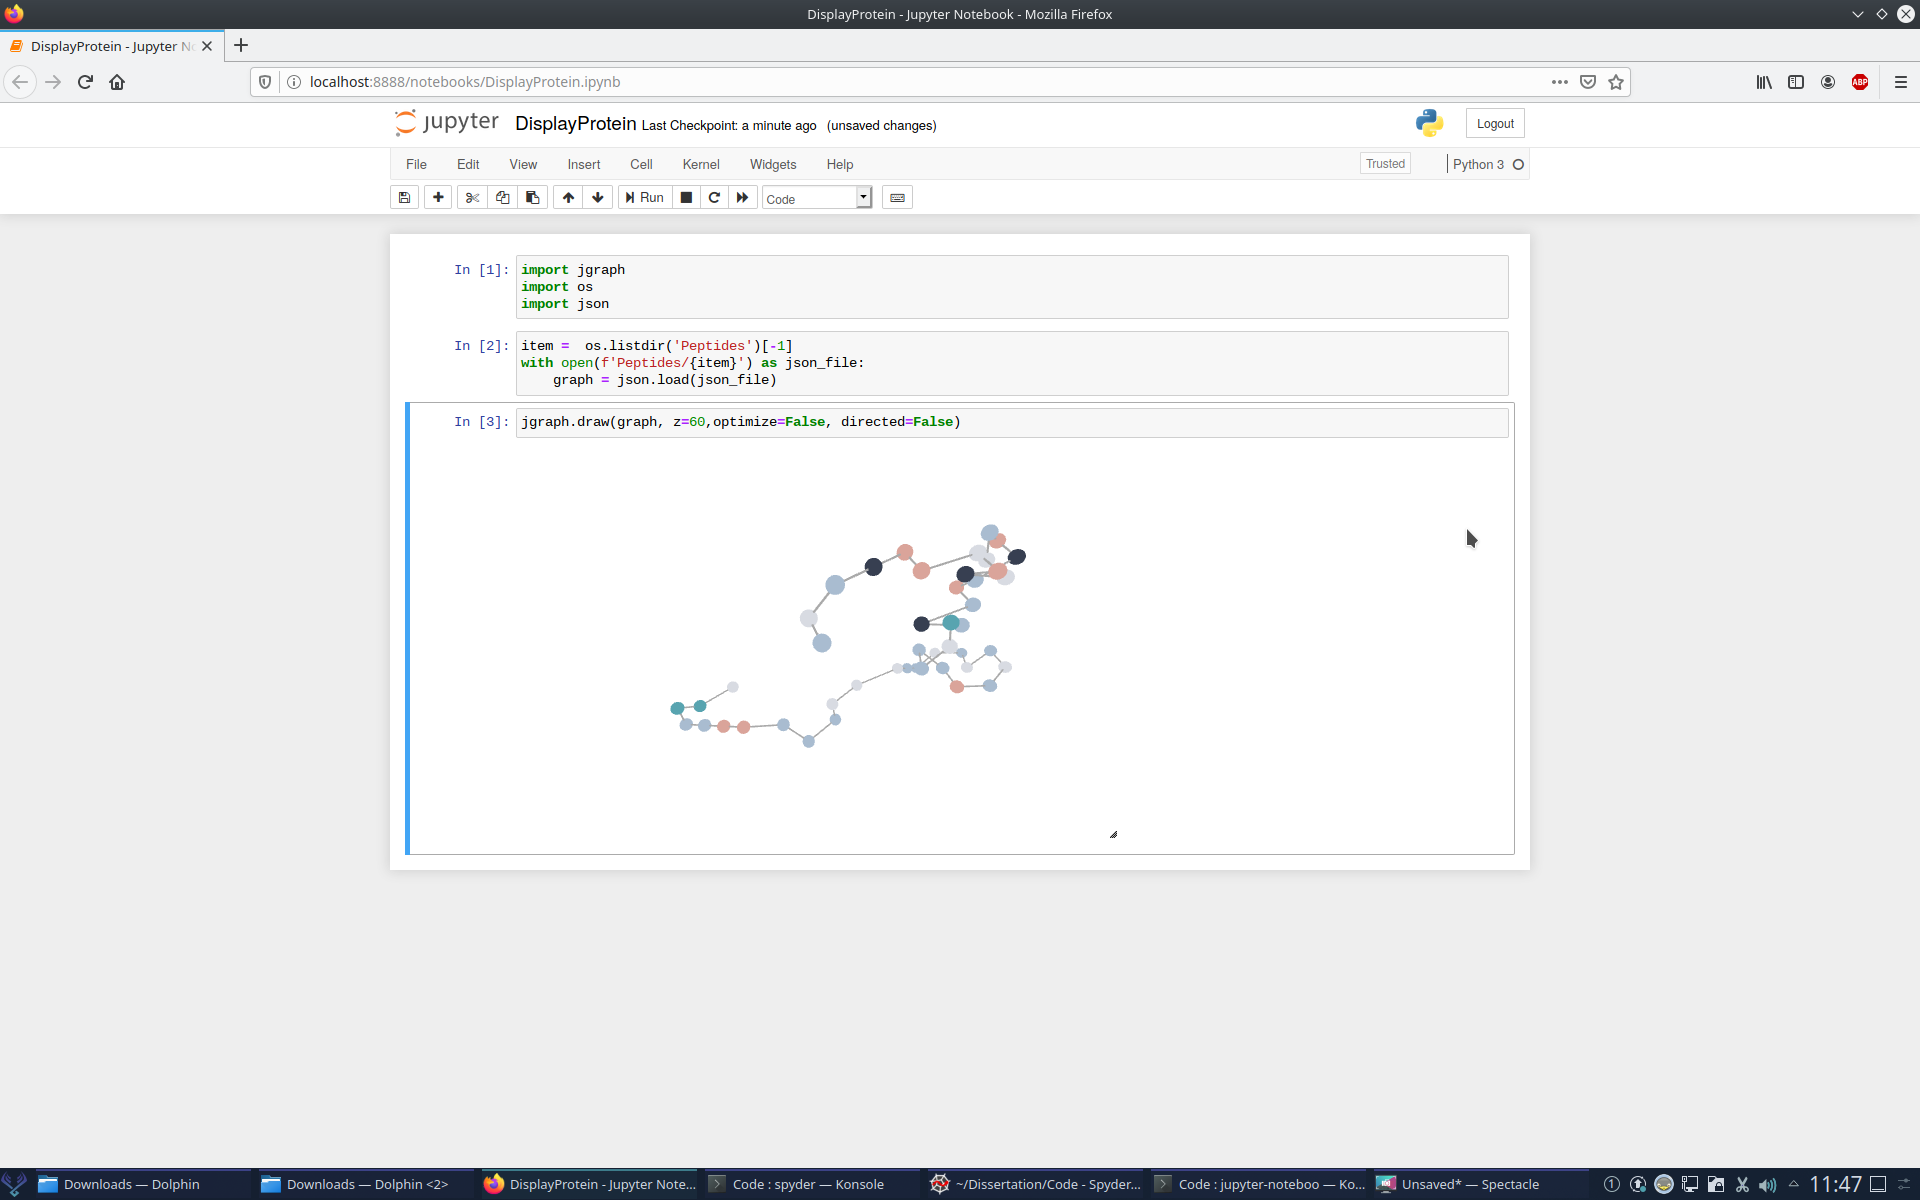 DisplayProtein - Jupyter Notebook - Mozilla Firefox
DisplayProtein - Jupyter No
localhost:8888/notebooks/DisplayProtein.ipynb
ABP
jupyter DisplayProtein Last Checkpoint: a minute ago (unsaved changes)
Logout
File Edit View Insert Cell Kernel Widgets Help
Trusted
Python 3
Run
Code
In [1]: import jgraph
import os
import json
In [2]: item =  os.listdir('Peptides')[-1]
with open(f'Peptides/{item}') as json_file:
    graph = json.load(json_file)
In [3]: jgraph.draw(graph, z=60,optimize=False, directed=False)
Downloads — Dolphin
Downloads — Dolphin <2>
DisplayProtein - Jupyter Note...
Code : spyder — Konsole
~/Dissertation/Code - Spyder...
Code : jupyter-noteboo — Ko...
Unsaved* — Spectacle
1
11:47